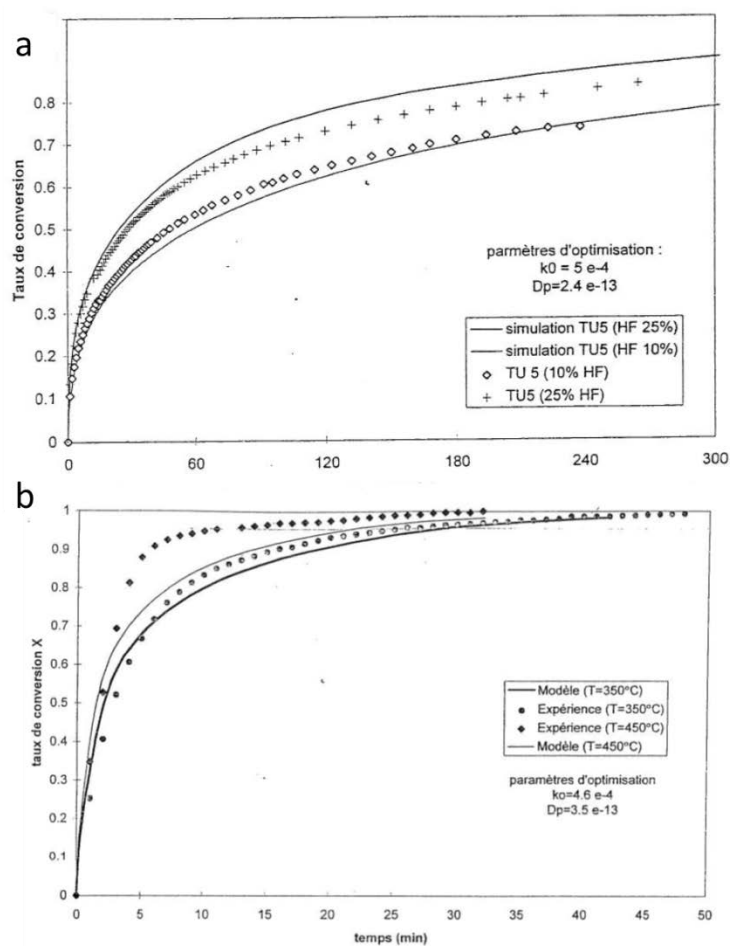 a
Taux de conversion
0.8
0.7
0.6
0.5
0.4
0.3
0.2
0.1
0
0
60
120
180
240
300
parmètres d'optimisation :
k0 = 5 e-4
Dp=2.4 e-13
simulation TU5 (HF 25%)
simulation TU5 (HF 10%)
TU 5 (10% HF)
TU5 (25% HF)
b
taux de conversion X
1
0.9
0.8
0.7
0.6
0.5
0.4
0.3
0.2
0.1
0
0
5
10
15
20
25
30
35
40
45
50
temps (min)
Modèle (T=350°C)
Expérience (T=350°C)
Expérience (T=450°C)
Modèle (T=450°C)
paramètres d'optimisation
ko=4.6 e-4
Dp=3.5 e-13